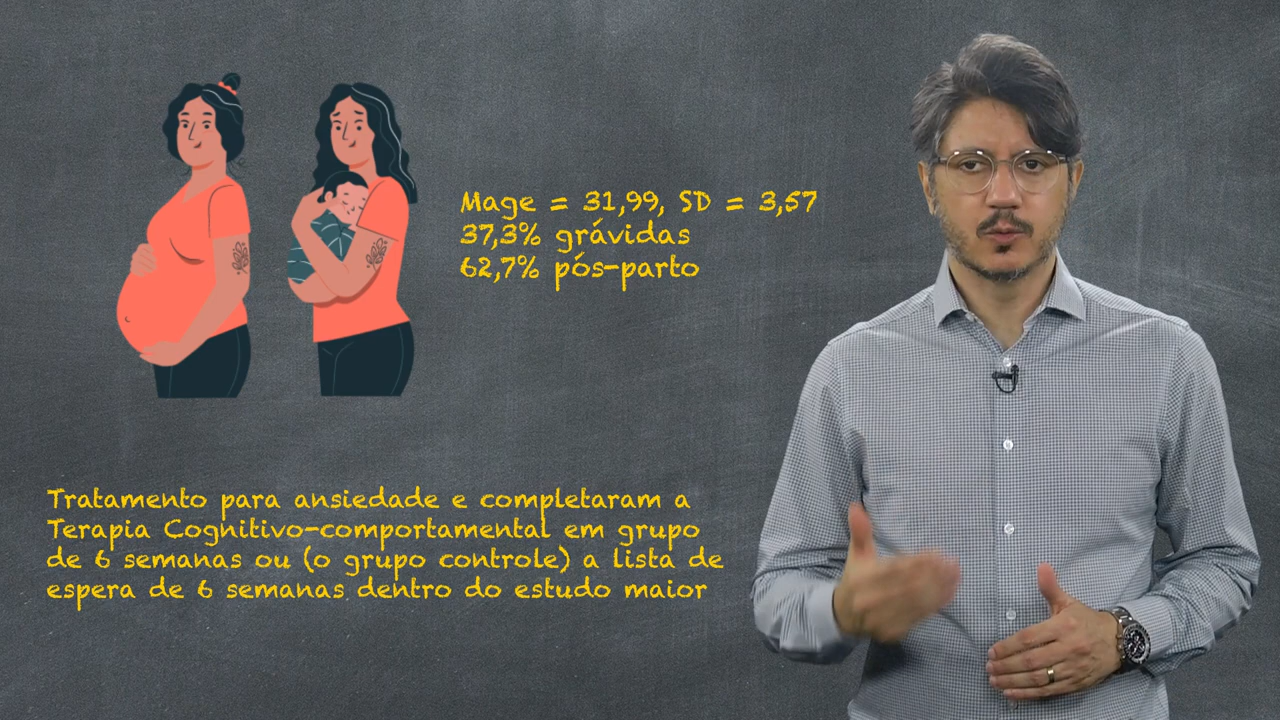 Mage = 31,99, SD = 3,57
37,3% grávidas
62,7% pós-parto
Tratamento para ansiedade e completaram a
Terapia Cognitivo-comportamental em grupo
de 6 semanas ou (o grupo controle) a lista de
espera de 6 semanas dentro do estudo maior